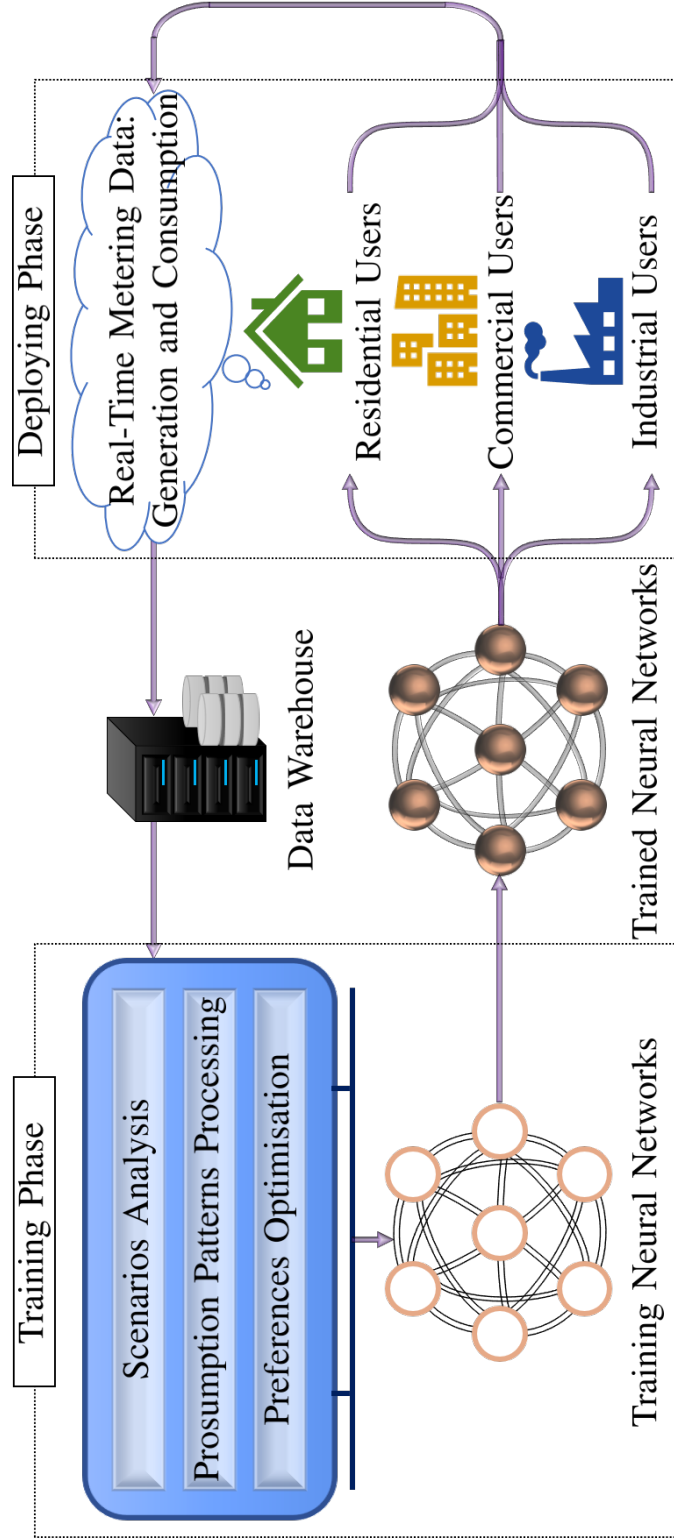 Training Phase
Scenarios Analysis
Prosumption Patterns Processing
Preferences Optimisation
Training Neural Networks
Data Warehouse
Trained Neural Networks
Deploying Phase
Real-Time Metering Data:
Generation and Consumption
Residential Users
Commercial Users
Industrial Users